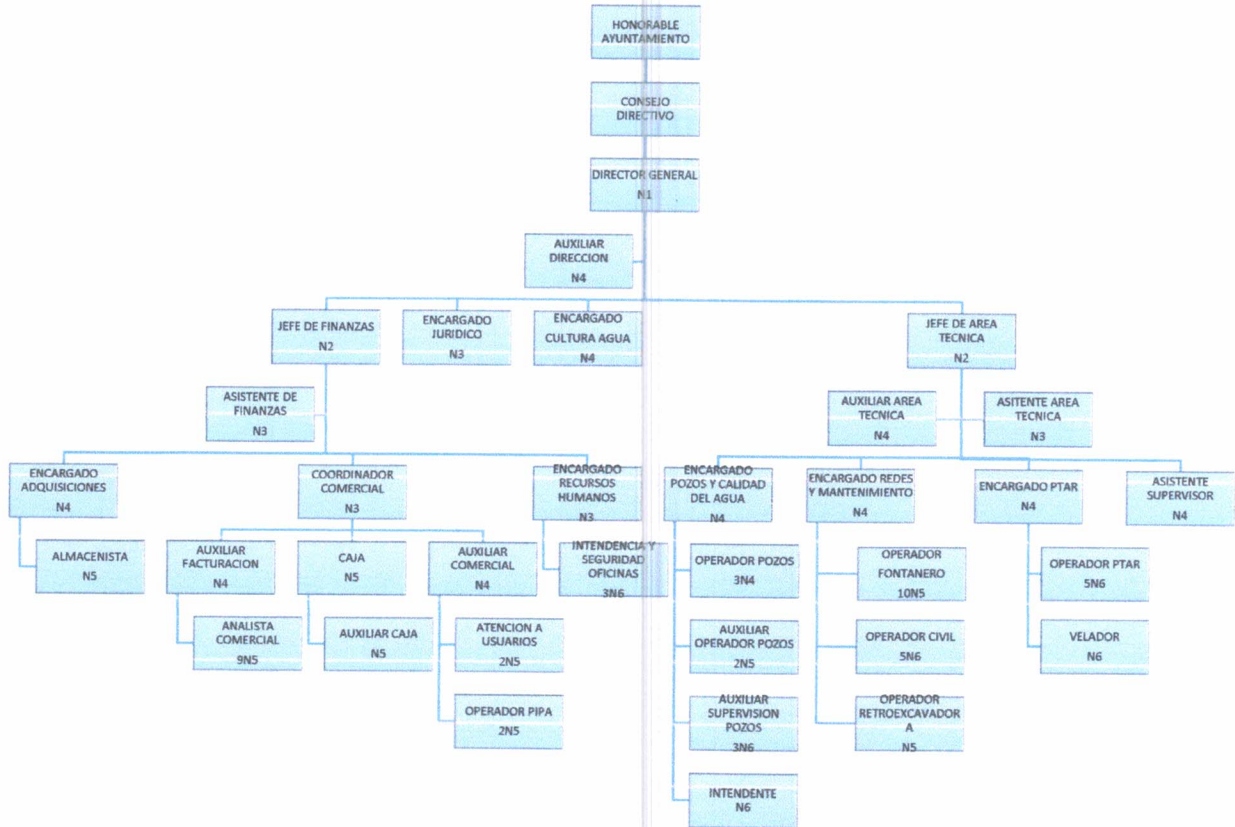 HONORABLE
AYUNTAMIENTO
CONSEJO
DIRECTIVO
DIRECTOR GENERAL
N1
AUXILIAR
DIRECCION
N4
JEFE DE FINANZAS
N2
ENCARGADO
JURIDICO
N3
ENCARGADO
CULTURA AGUA
N4
JEFE DE AREA
TECNICA
N2
ASISTENTE DE
FINANZAS
N3
AUXILIAR AREA
TECNICA
N4
ASITENTE AREA
TECNICA
N3
ENCARGADO
ADQUISICIONES
N4
COORDINADOR
COMERCIAL
N3
ENCARGADO
RECURSOS
HUMANOS
N3
ENCARGADO
POZOS Y CALIDAD
DEL AGUA
N4
ENCARGADO REDES
Y MANTENIMIENTO
N4
ENCARGADO PTAR
N4
ASISTENTE
SUPERVISOR
N4
ALMACENISTA
N5
AUXILIAR
FACTURACION
N4
CAJA
N5
AUXILIAR
COMERCIAL
N4
INTENDENCIA Y
SEGURIDAD
OFICINAS
3N6
OPERADOR POZOS
3N4
OPERADOR
FONTANERO
10N5
OPERADOR PTAR
5N6
ANALISTA
COMERCIAL
9N5
AUXILIAR CAJA
N5
ATENCION A
USUARIOS
2N5
AUXILIAR
OPERADOR POZOS
2N5
OPERADOR CIVIL
5N6
VELADOR
N6
OPERADOR PIPA
2N5
AUXILIAR
SUPERVISION
POZOS
3N6
OPERADOR
RETROEXCAVADOR
A
N5
INTENDENTE
N6